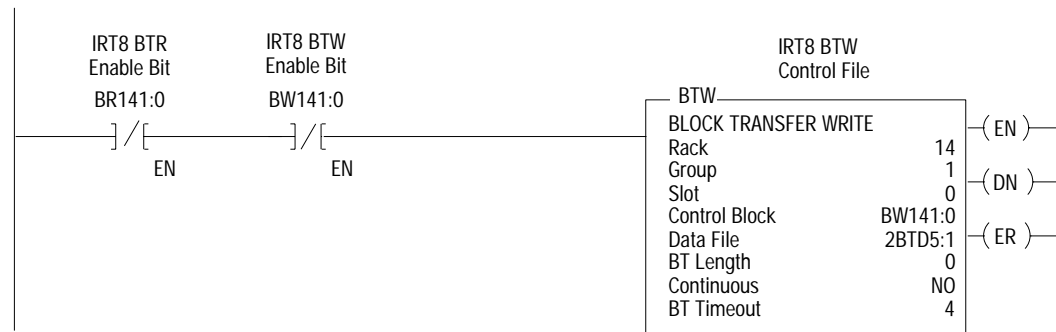 IRT8 BTR
Enable Bit
BR141:0
EN
IRT8 BTW
Enable Bit
BW141:0
EN
IRT8 BTW
Control File
BTW
BLOCK TRANSFER WRITE
Rack 14
Group 1
Slot 0
Control Block BW141:0
Data File 2BTD5:1
BT Length 0
Continuous NO
BT Timeout 4
EN
DN
ER